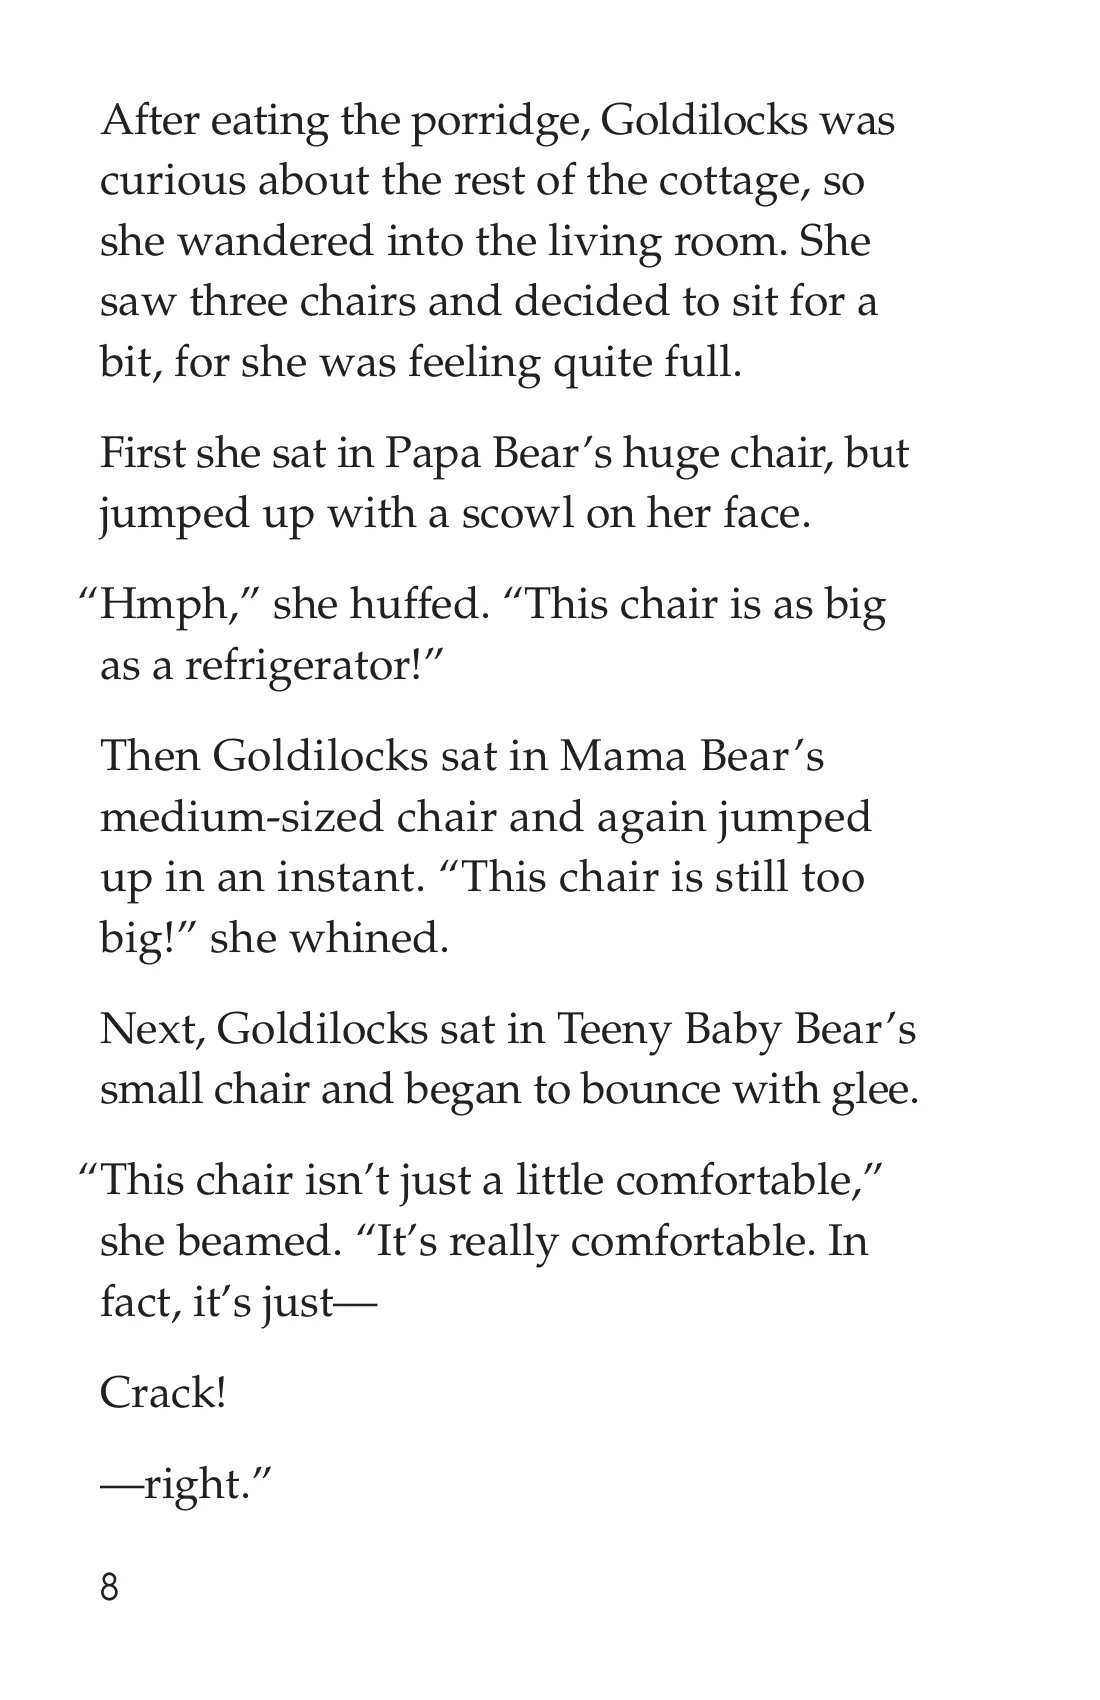 After eating the porridge, Goldilocks was
curious about the rest of the cottage, so
she wandered into the living room. She
saw three chairs and decided to sit for a
bit, for she was feeling quite full.
First she sat in Papa Bear’s huge chair, but
jumped up with a scowl on her face.
“Hmph,” she huffed. “This chair is as big
as a refrigerator!”
Then Goldilocks sat in Mama Bear’s
medium-sized chair and again jumped
up in an instant. “This chair is still too
big!” she whined.
Next, Goldilocks sat in Teeny Baby Bear’s
small chair and began to bounce with glee.
“This chair isn’t just a little comfortable,”
she beamed. “It’s really comfortable. In
fact, it’s just—
Crack!
—right.”
8